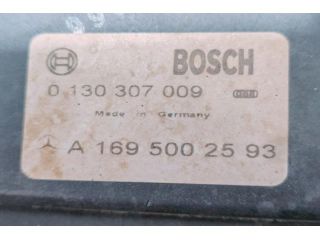 BOSCH
0 130 307 009
Made in Germany
A 169 500 25 93